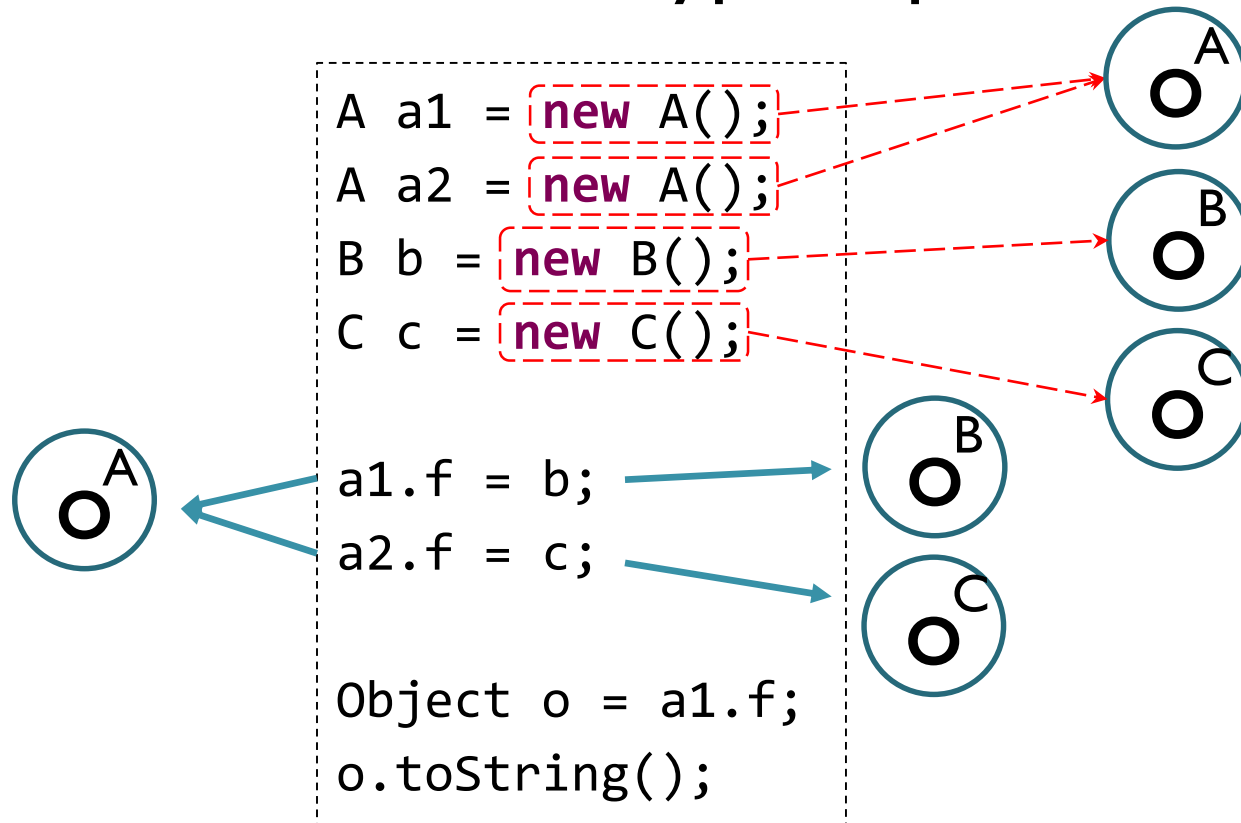 A a1 = new A();
A a2 = new A();
B b = new B();
C c = new C();
a1.f = b;
a2.f = c;
Object o = a1.f;
o.toString();
O A
O B
O C
O A
O B
O C